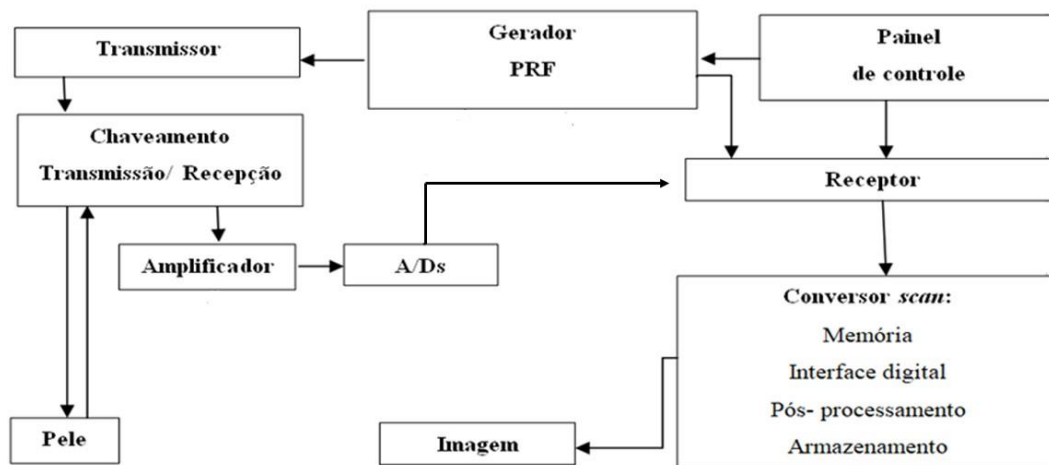 Transmissor
Gerador
PRF
Painel
de controle
Chaveamento
Transmissão/ Recepção
Receptor
Amplificador
A/Ds
Conversor scan:
Memória
Interface digital
Pós- processamento
Armazenamento
Pele
Imagem